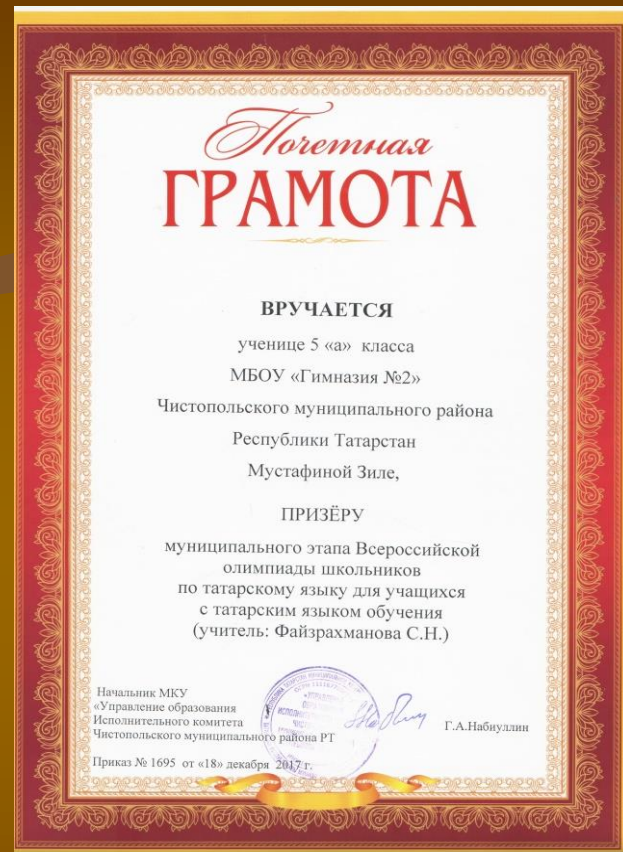 Почетная
ГРАМОТА
ВРУЧАЕТСЯ
ученице 5 «а» класса
МБОУ «Гимназия №2»
Чистопольского муниципального района
Республики Татарстан
Мустафиной Зиле,
ПРИЗЁРУ
муниципального этапа Всероссийской
олимпиады школьников
по татарскому языку для учащихся
с татарским языком обучения
(учитель: Файзрахманова С.Н.)
Начальник МКУ
«Управление образования
Исполнительного комитета
Чистопольского муниципального района РТ
Г.А.Набиуллин
Приказ № 1695 от «18» декабря 2017 г.